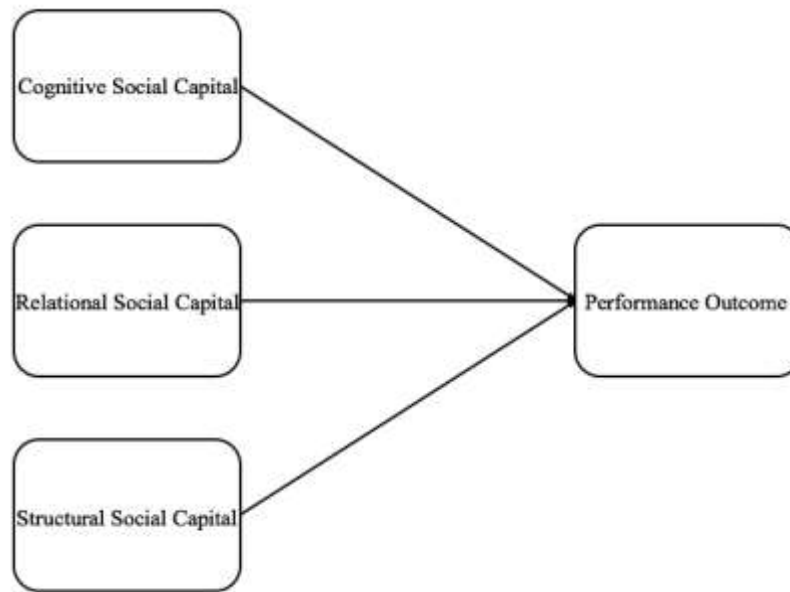 Cognitive Social Capital
Relational Social Capital
Performance Outcome
Structural Social Capital